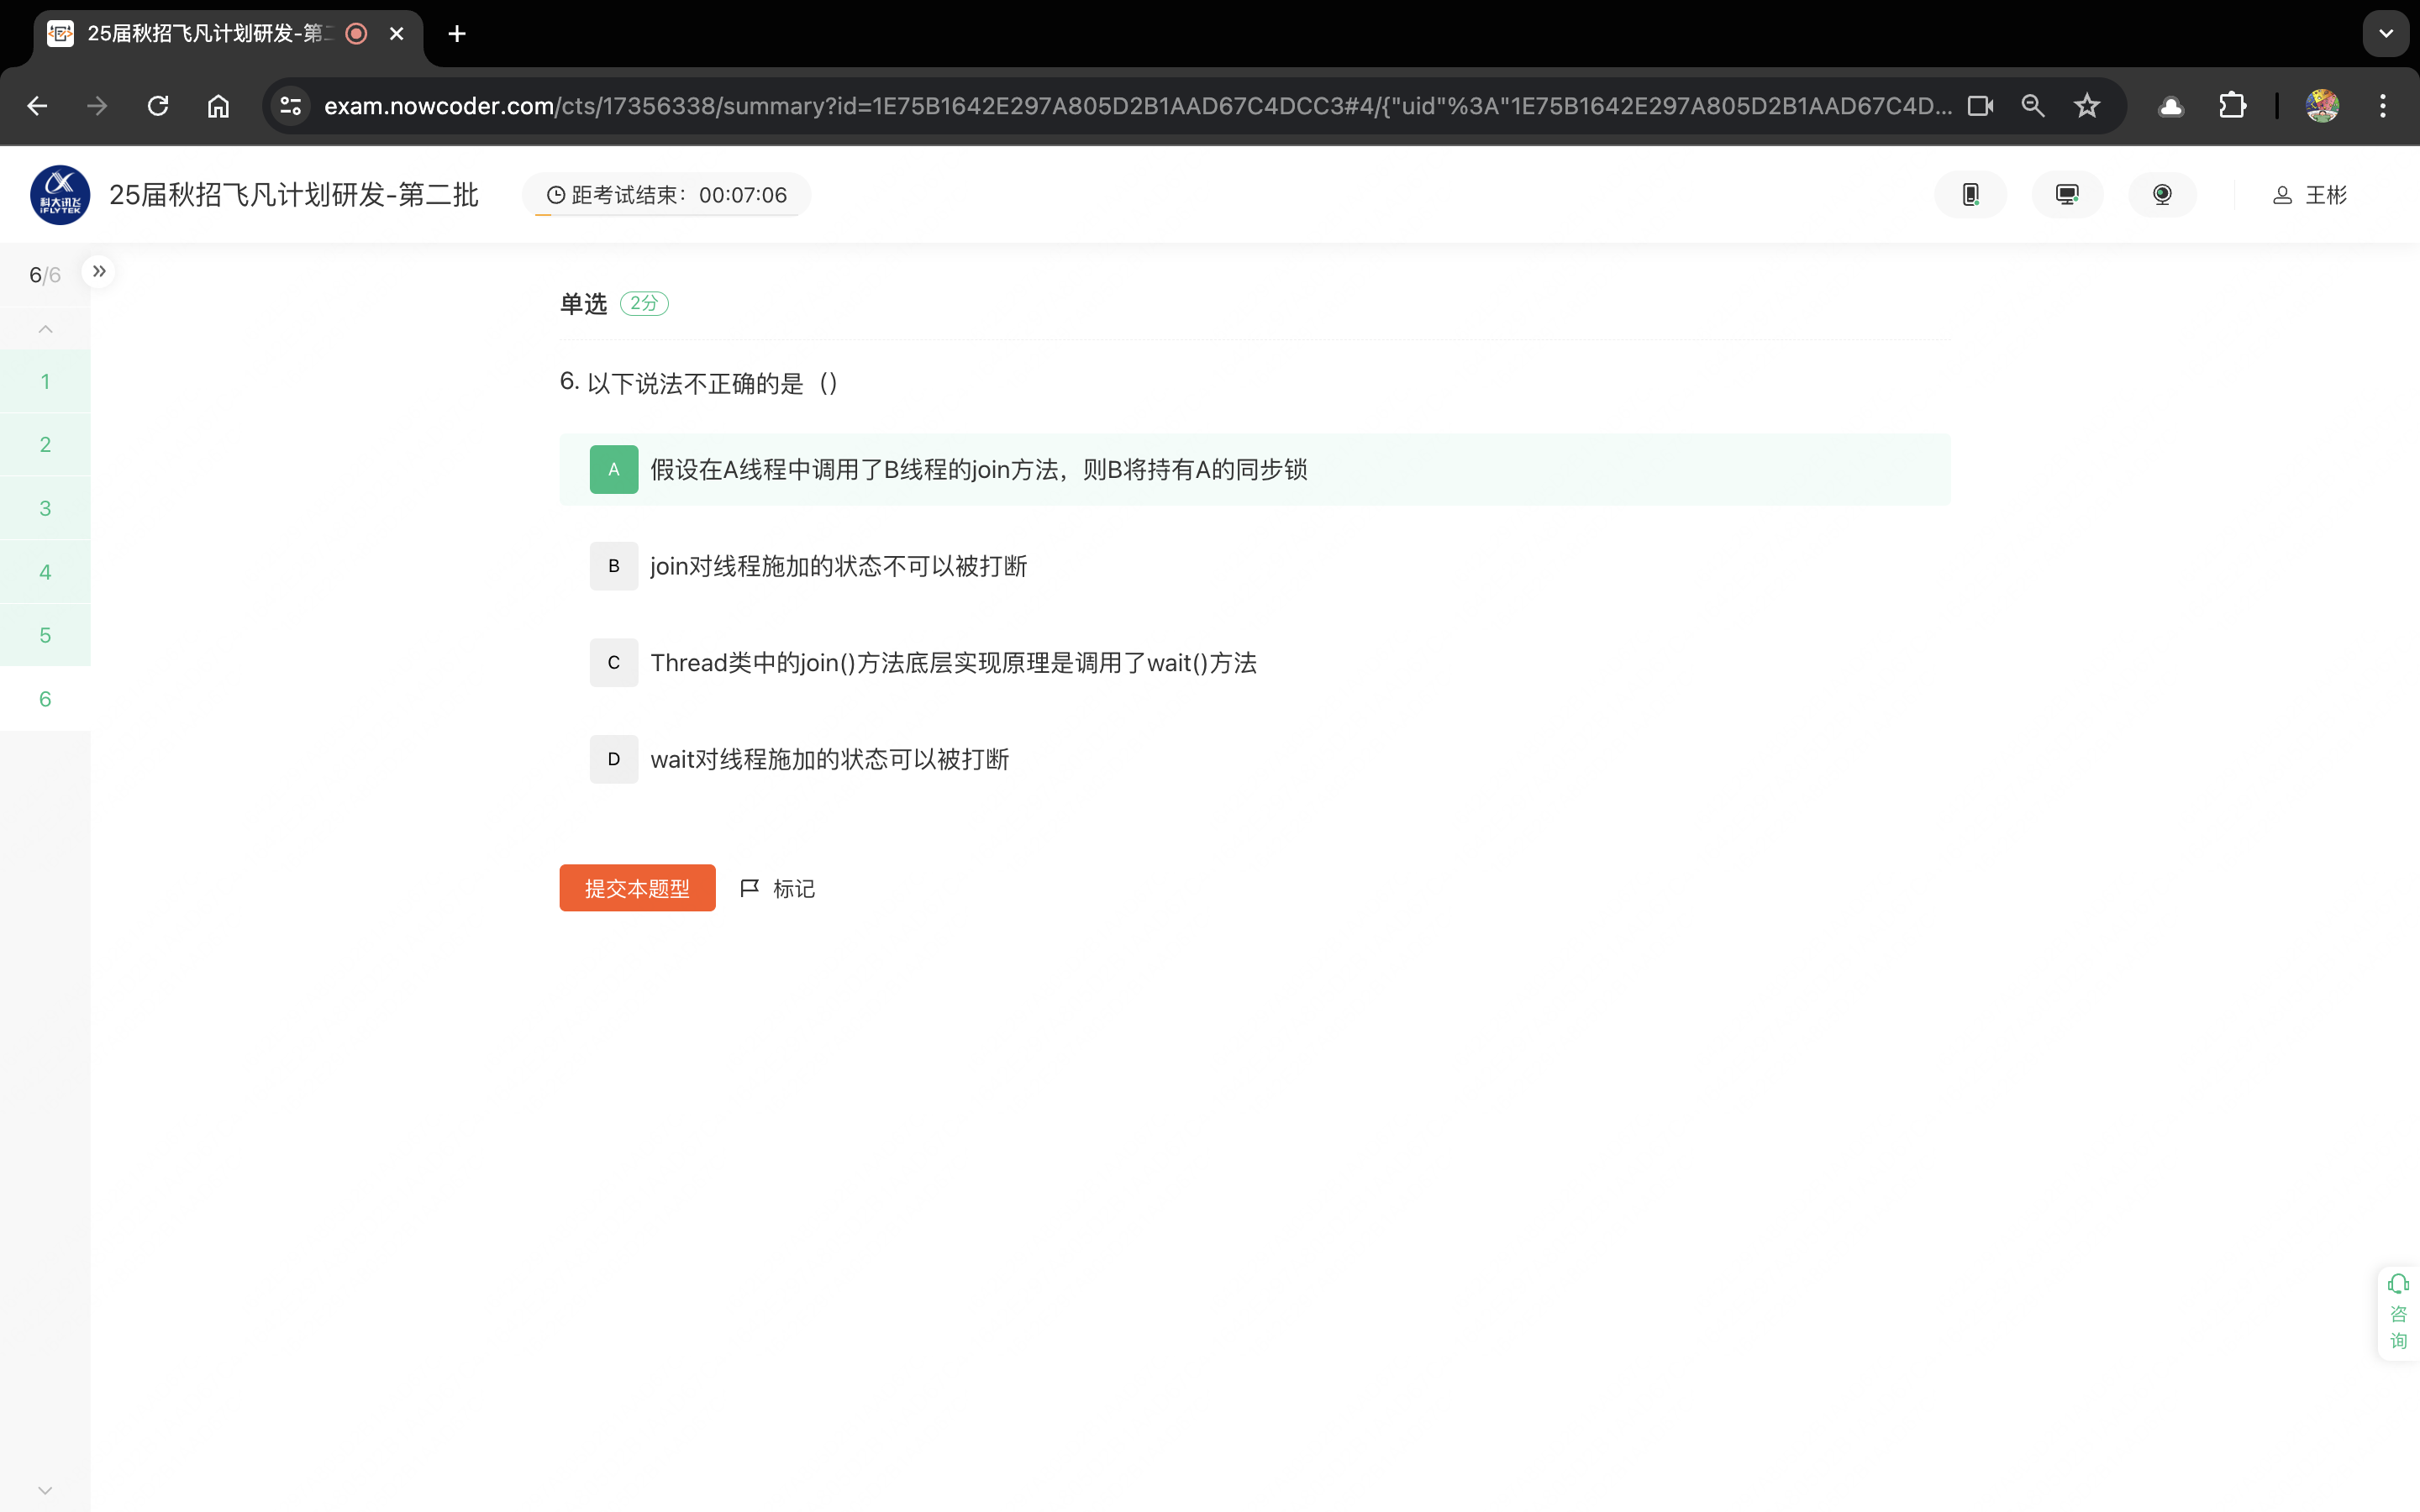 25届秋招飞凡计划研发-第二
exam.nowcoder.com/cts/17356338/summary?id=1E75B1642E297A805D2B1AAD67C4DCC3#4/{"uid"%3A"1E75B1642E297A805D2B1AAD67C4D...
科大讯飞
iFLYTEK
25届秋招飞凡计划研发-第二批
距考试结束：00:07:06
王彬
6/6
单选 2分
1
2
3
4
5
6
6. 以下说法不正确的是（）
A 假设在A线程中调用了B线程的join方法，则B将持有A的同步锁
B join对线程施加的状态不可以被打断
C Thread类中的join()方法底层实现原理是调用了wait()方法
D wait对线程施加的状态可以被打断
提交本题型 标记
咨
询